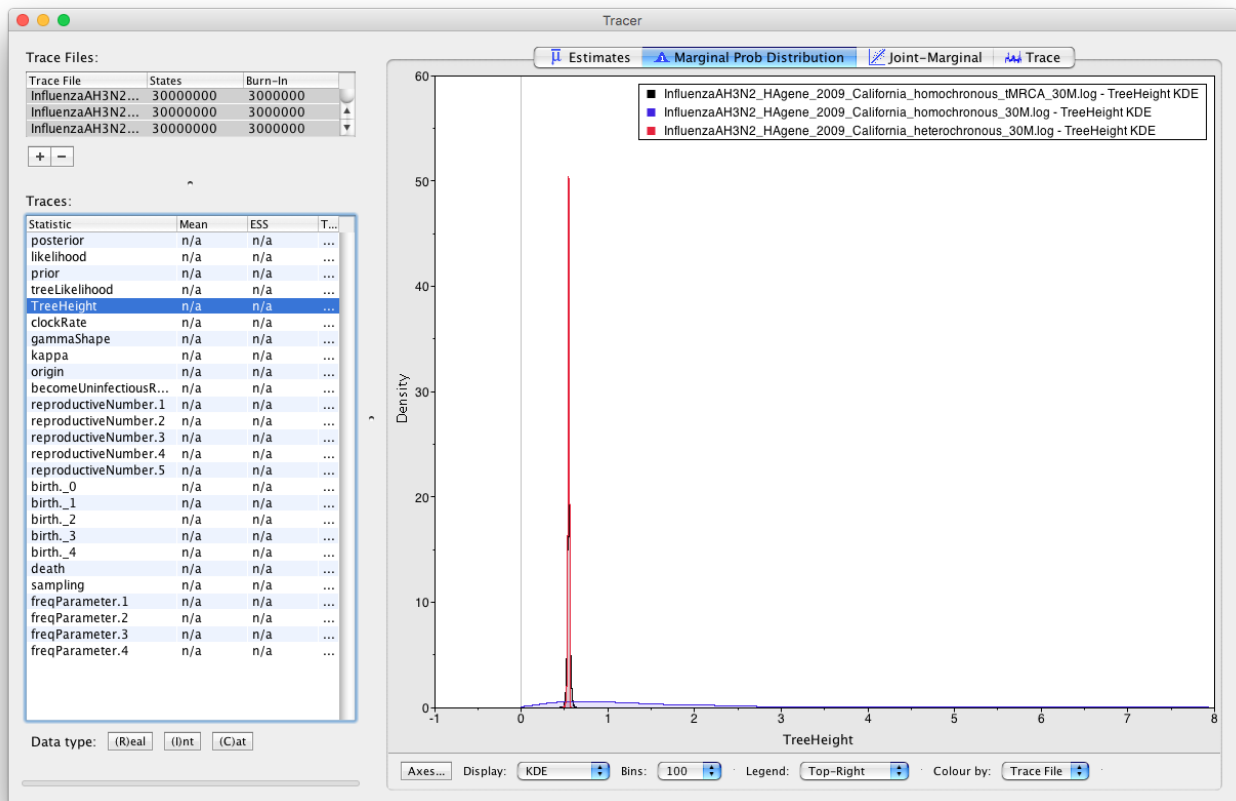 Tracer
Trace Files:
Trace File States Burn-In
InfluenzaAH3N2... 30000000 3000000
InfluenzaAH3N2... 30000000 3000000
InfluenzaAH3N2... 30000000 3000000
+ −
Traces:
Statistic Mean ESS T...
posterior n/a n/a ...
likelihood n/a n/a ...
prior n/a n/a ...
treeLikelihood n/a n/a ...
TreeHeight n/a n/a ...
clockRate n/a n/a ...
gammaShape n/a n/a ...
kappa n/a n/a ...
origin n/a n/a ...
becomeUninfectiousR... n/a n/a ...
reproductiveNumber.1 n/a n/a ...
reproductiveNumber.2 n/a n/a ...
reproductiveNumber.3 n/a n/a ...
reproductiveNumber.4 n/a n/a ...
reproductiveNumber.5 n/a n/a ...
birth._0 n/a n/a ...
birth._1 n/a n/a ...
birth._2 n/a n/a ...
birth._3 n/a n/a ...
birth._4 n/a n/a ...
death n/a n/a ...
sampling n/a n/a ...
freqParameter.1 n/a n/a ...
freqParameter.2 n/a n/a ...
freqParameter.3 n/a n/a ...
freqParameter.4 n/a n/a ...
Data type: (R)eal (I)nt (C)at
Estimates Marginal Prob Distribution Joint-Marginal Trace
InfluenzaAH3N2_HAgene_2009_California_homochronous_tMRCA_30M.log - TreeHeight KDE
InfluenzaAH3N2_HAgene_2009_California_homochronous_30M.log - TreeHeight KDE
InfluenzaAH3N2_HAgene_2009_California_heterochronous_30M.log - TreeHeight KDE
60
50
40
30
20
10
0
Density
-1 0 1 2 3 4 5 6 7 8
TreeHeight
Axes... Display: KDE Bins: 100 Legend: Top-Right Colour by: Trace File